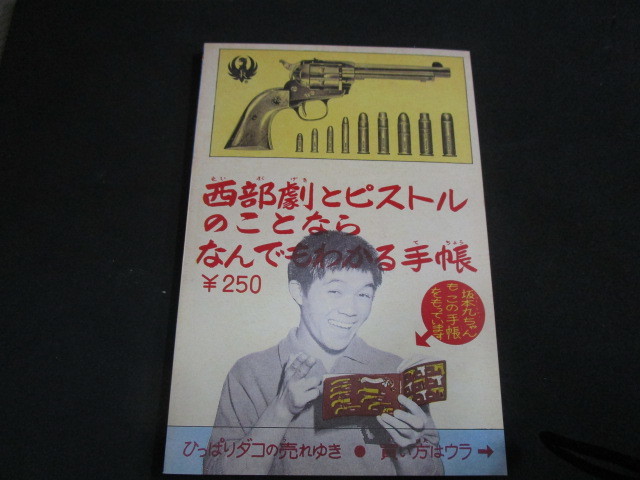 西部劇とピストル
のことなら
なんでもわかる手帳
¥250
坂本九ちゃん
もこの手帳
をもっています
ひっぱりダコの売れゆき ● 買い方はウラ→